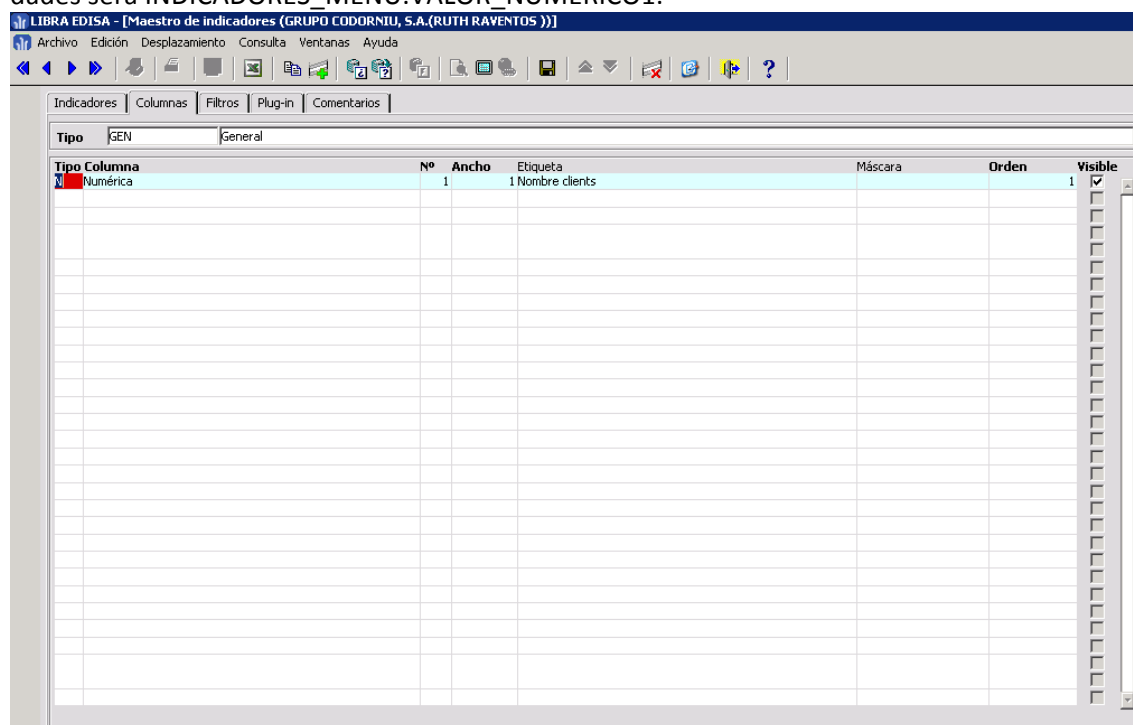 dades serà INDICADORES_MENU.VALOR_NUMERICO1.
LIBRA EDISA - [Maestro de indicadores (GRUPO CODORNIU, S.A.(RUTH RAVENTOS ))]
Archivo Edición Desplazamiento Consulta Ventanas Ayuda
Indicadores Columnas Filtros Plug-in Comentarios
Tipo GEN General
Tipo Columna Nº Ancho Etiqueta Máscara Orden Visible
N Numérica 1 1 Nombre clients 1